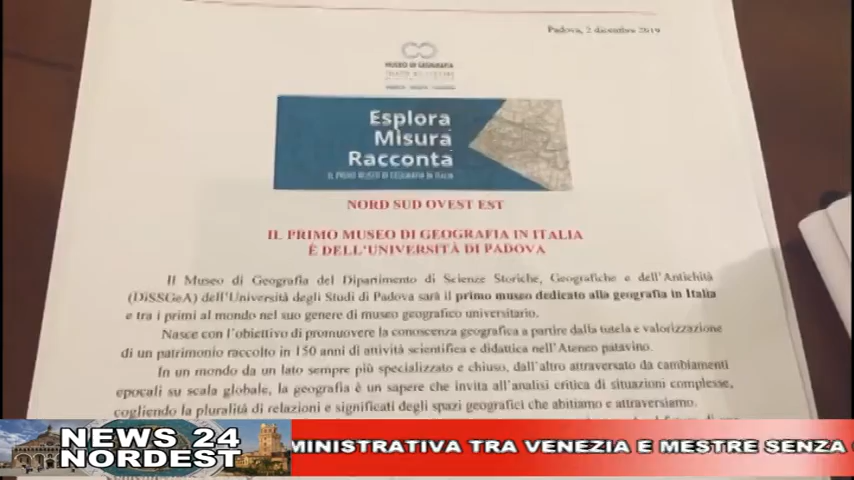 Padova, 2 dicembre 2019
MUSEO DI GEOGRAFIA
Esplora
Misura
Racconta
IL PRIMO MUSEO DI GEOGRAFIA IN ITALIA
NORD SUD OVEST EST
IL PRIMO MUSEO DI GEOGRAFIA IN ITALIA
È DELL'UNIVERSITÀ DI PADOVA
Il Museo di Geografia del Dipartimento di Scienze Storiche, Geografiche e dell'Antichità
(DiSSGeA) dell'Università degli Studi di Padova sarà il primo museo dedicato alla geografia in Italia
e tra i primi al mondo nel suo genere di museo geografico universitario.
Nasce con l'obiettivo di promuovere la conoscenza geografica a partire dalla tutela e valorizzazione
di un patrimonio raccolto in 150 anni di attività scientifica e didattica nell'Ateneo patavino.
In un mondo da un lato sempre più specializzato e chiuso, dall'altro attraversato da cambiamenti
epocali su scala globale, la geografia è un sapere che invita all'analisi critica di situazioni complesse,
cogliendo la pluralità di relazioni e significati degli spazi geografici che abitiamo e attraversiamo.
NEWS 24
NORDEST
MINISTRATIVA TRA VENEZIA E MESTRE SENZA